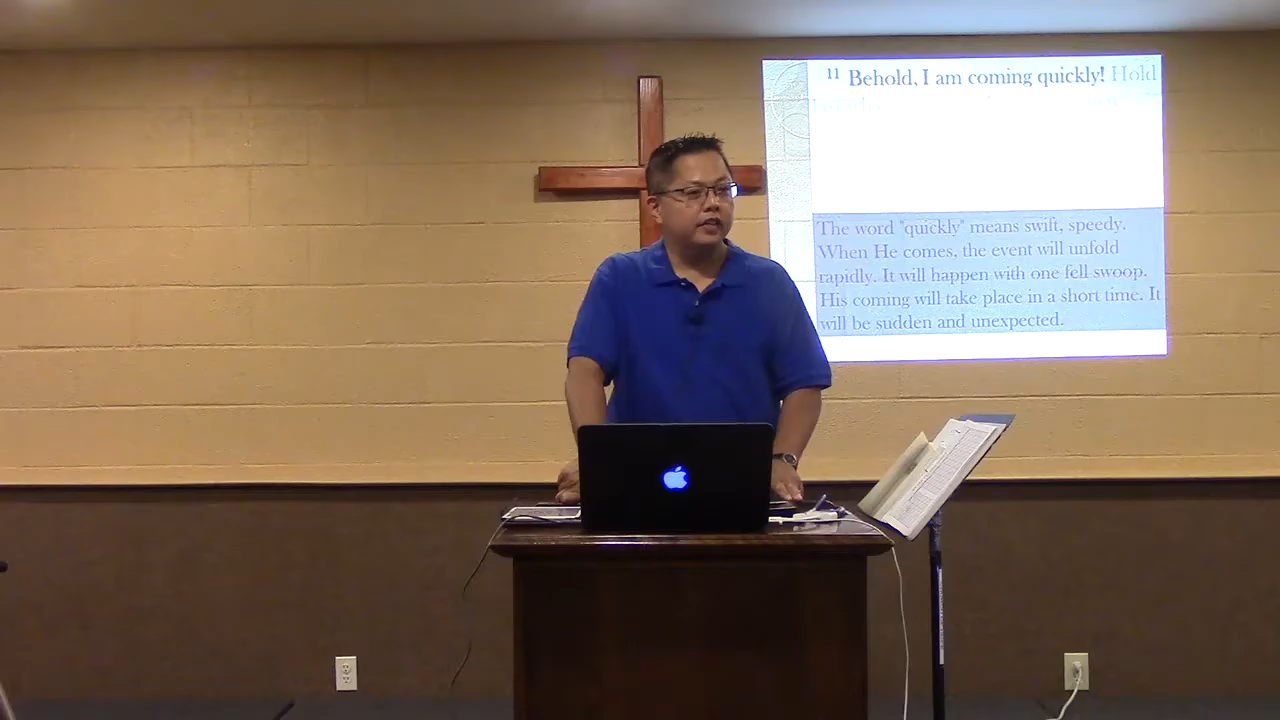 11 Behold, I am coming quickly! Hold
The word "quickly" means swift, speedy.
When He comes, the event will unfold
rapidly. It will happen with one fell swoop.
His coming will take place in a short time. It
will be sudden and unexpected.